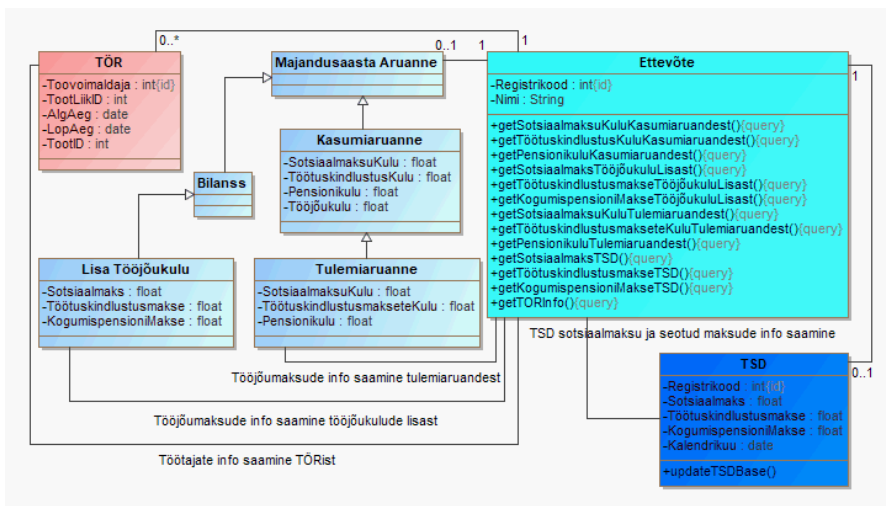 0..*
0..1
1
1
TÖR
-Toovoimaldaja : int{id}
-TootLiikID : int
-AlgAeg : date
-LopAeg : date
-TootID : int
Majandusaasta Aruanne
Ettevõte
-Registrikood : int{id}
-Nimi : String
+getSotsiaalmaksuKuluKasumiaruandest(){query}
+getTöötuskindlustusKuluKasumiaruandest(){query}
+getPensionikuluKasumiaruandest(){query}
+getSotsiaalmaksTööjõukuluLisast(){query}
+getTöötuskindlustusmakseTööjõukuluLisast(){query}
+getKogumispensioniMakseTööjõukuluLisast(){query}
+getSotsiaalmaksuKuluTulemiaruandest(){query}
+getTöötuskindlustusmakseteKuluTulemiaruandest(){query}
+getPensionikuluTulemiaruandest(){query}
+getSotsiaalmaksTSD(){query}
+getTöötuskindlustusmakseTSD(){query}
+getKogumispensioniMakseTSD(){query}
+getTORInfo(){query}
1
Kasumiaruanne
-SotsiaalmaksuKulu : float
-TöötuskindlustusKulu : float
-Pensionikulu : float
-Tööjõukulu : float
Bilanss
Lisa Tööjõukulu
-Sotsiaalmaks : float
-Töötuskindlustusmakse : float
-KogumispensioniMakse : float
Tulemiaruanne
-SotsiaalmaksuKulu : float
-TöötuskindlustusmakseteKulu : float
-Pensionikulu : float
TSD sotsiaalmaksu ja seotud maksude info saamine
TSD
-Registrikood : int{id}
-Sotsiaalmaks : float
-Töötuskindlustusmakse : float
-KogumispensioniMakse : float
-Kalendrikuu : date
+updateTSDBase()
0..1
Tööjõumaksude info saamine tulemiaruandest
Tööjõumaksude info saamine tööjõukulude lisast
Töötajate info saamine TÖRist